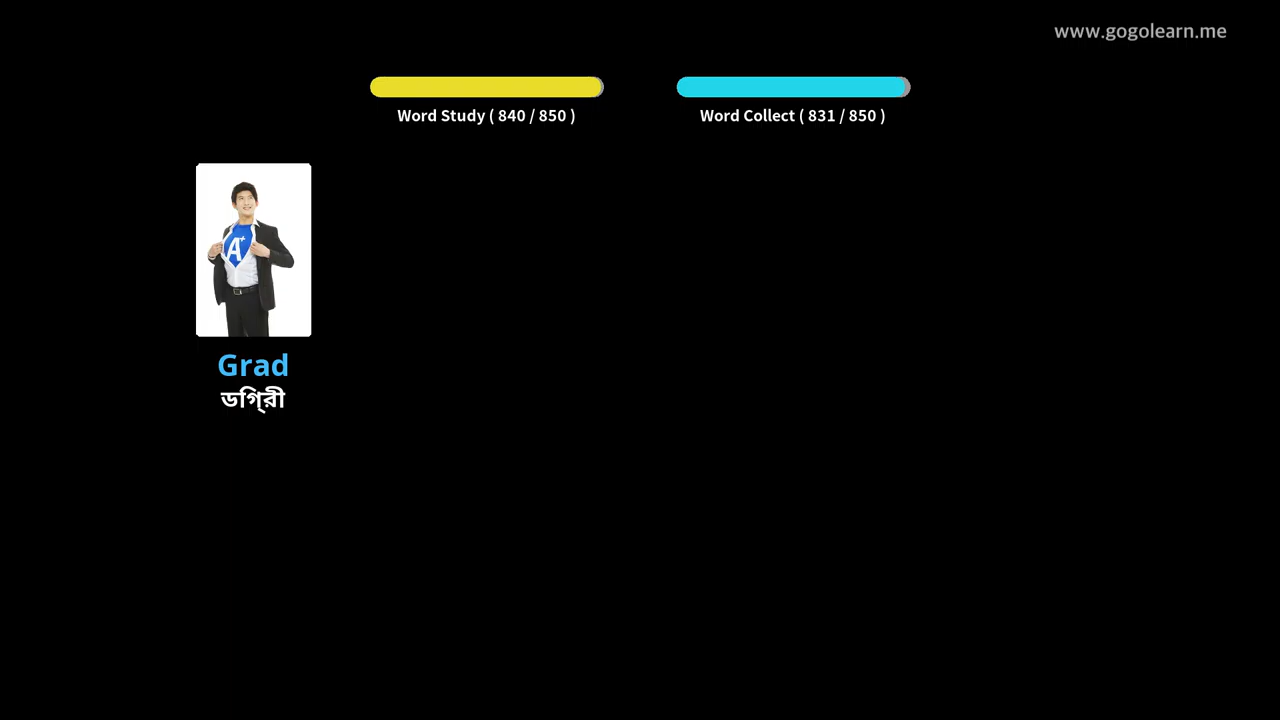 www.gogolearn.me
Word Study ( 840 / 850 )
Word Collect ( 831 / 850 )
A+
Grad
ডিগ্রী